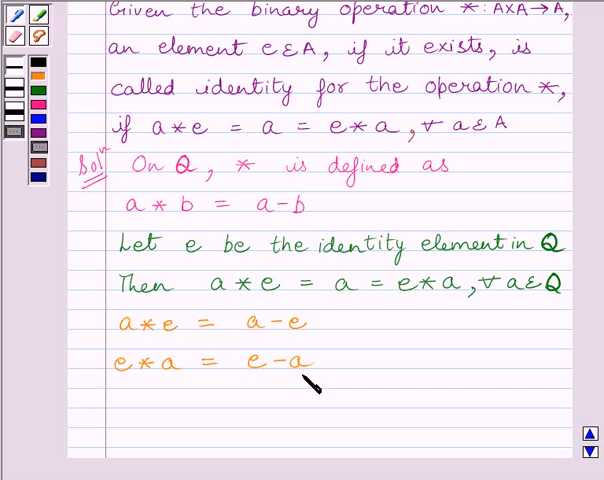 Given the binary operation * : A×A → A,
an element e ε A, if it exists, is
called identity for the operation *,
if a * e = a = e * a, ∀ a ε A
Solⁿ On Q, * is defined as
a * b = a - b
Let e be the identity element in Q
Then a * e = a = e * a, ∀ a ε Q
a * e = a - e
e * a = e - a